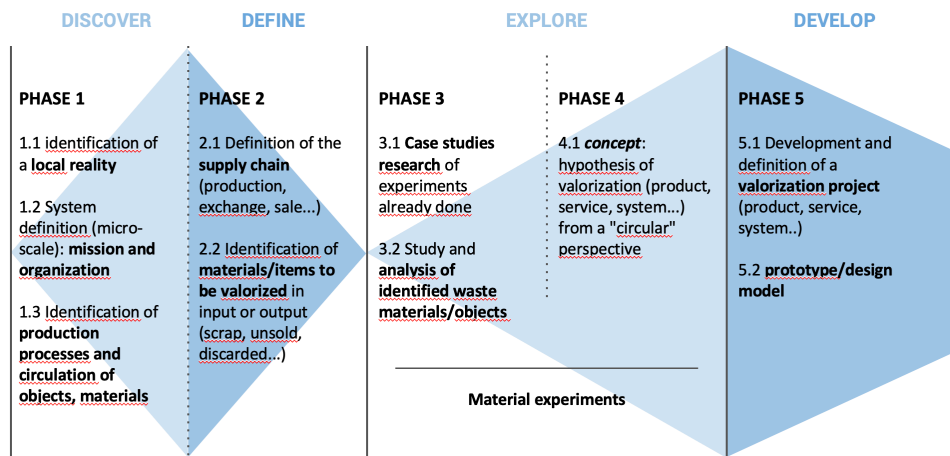 DISCOVER
DEFINE
EXPLORE
DEVELOP
PHASE 1
1.1 identification of
a local reality
1.2 System
definition (micro-
scale): mission and
organization
1.3 Identification of
production
processes and
circulation of
objects, materials
PHASE 2
2.1 Definition of the
supply chain
(production,
exchange, sale...)
2.2 Identification of
materials/items to
be valorized in
input or output
(scrap, unsold,
discarded...)
PHASE 3
3.1 Case studies
research of
experiments
already done
3.2 Study and
analysis of
identified waste
materials/objects
PHASE 4
4.1 concept:
hypothesis of
valorization (product,
service, system...)
from a "circular"
perspective
Material experiments
PHASE 5
5.1 Development and
definition of a
valorization project
(product, service,
system..)
5.2 prototype/design
model